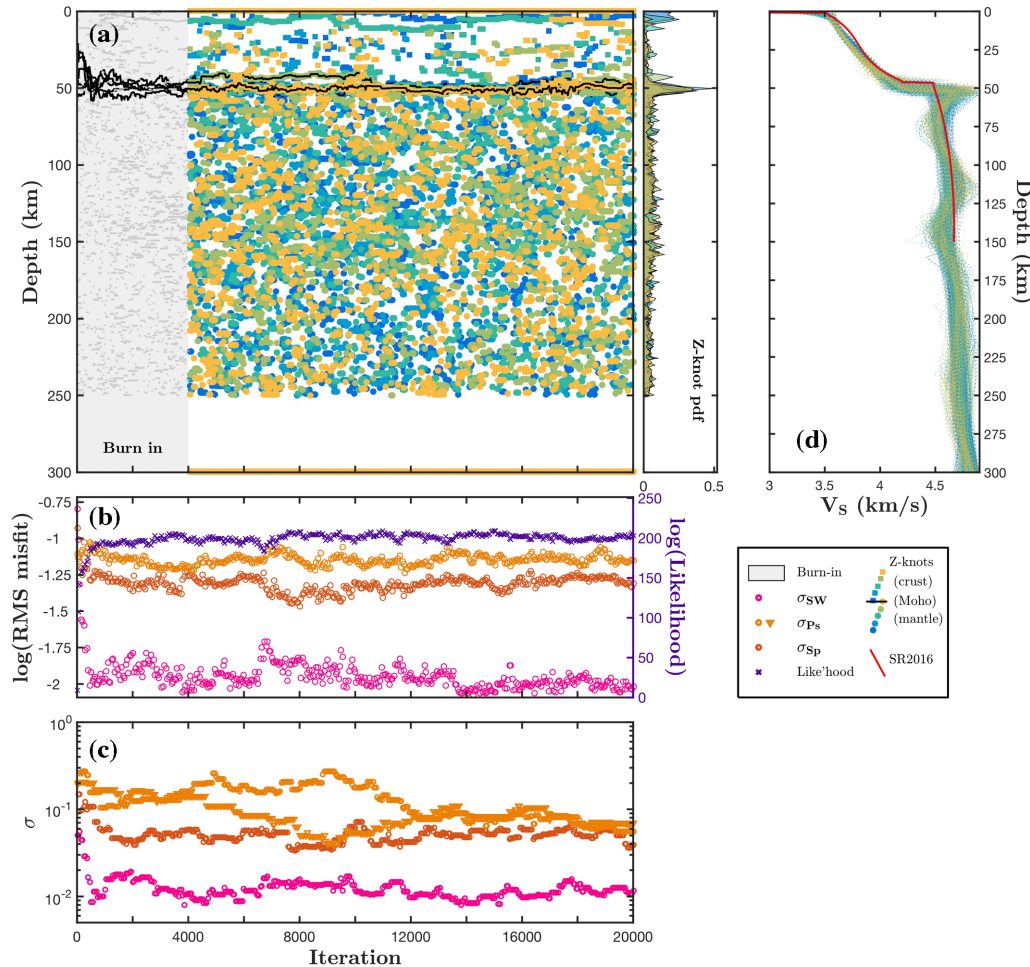 (a)
0
50
100
150
200
250
300
Depth (km)
Burn in
Z-knot pdf
0 0.5
(d)
0
25
50
75
100
125
150
175
200
225
250
275
300
Depth (km)
3 3.5 4 4.5
V_S (km/s)
(b)
-0.75
-1
-1.25
-1.5
-1.75
-2
log(RMS misfit)
250
200
150
100
50
0
log(Likelihood)
Burn-in
σ_SW
σ_Ps
σ_Sp
Like'hood
Z-knots
(crust)
(Moho)
(mantle)
SR2016
(c)
10^0
10^-1
10^-2
σ
0 4000 8000 12000 16000 20000
Iteration